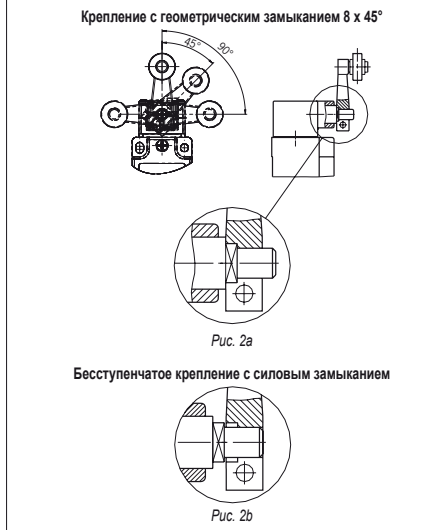 Крепление с геометрическим замыканием 8 x 45°
45°
90°
Рис. 2a
Бесступенчатое крепление с силовым замыканием
Рис. 2b